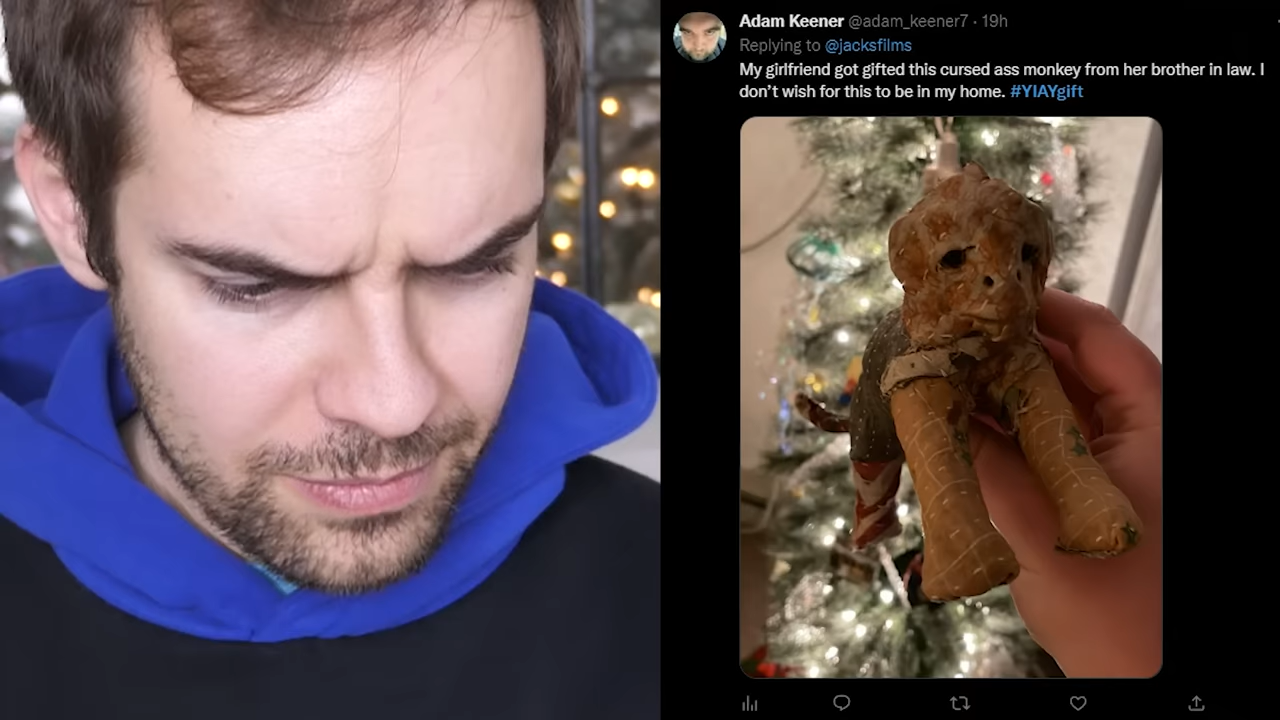 Adam Keener @adam_keener7 · 19h
Replying to @jacksfilms
My girlfriend got gifted this cursed ass monkey from her brother in law. I
don’t wish for this to be in my home. #YIAYgift